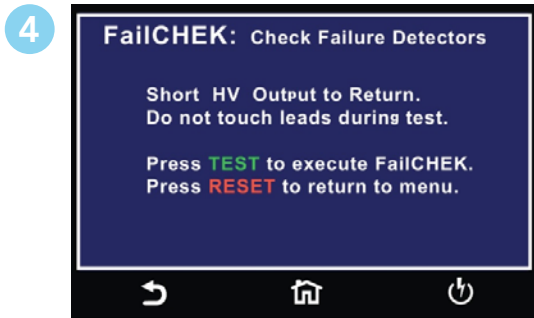 4
FailCHEK: Check Failure Detectors
Short HV Output to Return.
Do not touch leads during test.
Press TEST to execute FailCHEK.
Press RESET to return to menu.